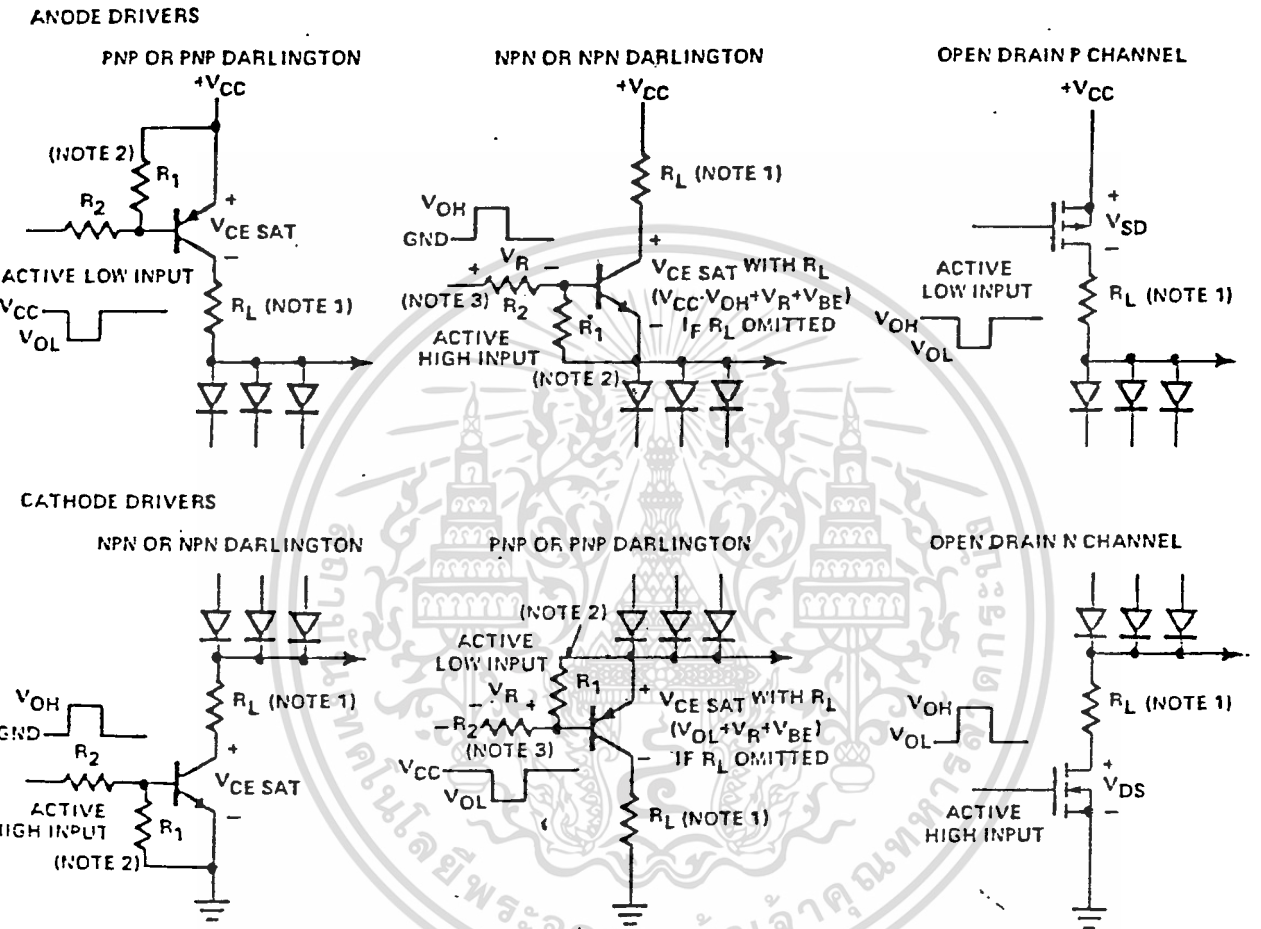 ANODE DRIVERS
PNP OR PNP DARLINGTON
+VCC
(NOTE 2)
R1
R2
+
VCE SAT
−
ACTIVE LOW INPUT
VCC
VOL
RL (NOTE 1)
NPN OR NPN DARLINGTON
+VCC
RL (NOTE 1)
VOH
GND
+ VR −
(NOTE 3)
R2
R1
ACTIVE
HIGH INPUT
(NOTE 2)
+
VCE SAT WITH RL
(VCC-VOH+VR+VBE)
− IF RL OMITTED
OPEN DRAIN P CHANNEL
+VCC
+
VSD
−
ACTIVE
LOW INPUT
VOH
VOL
RL (NOTE 1)
CATHODE DRIVERS
NPN OR NPN DARLINGTON
RL (NOTE 1)
VOH
GND
R2
+
VCE SAT
−
ACTIVE
HIGH INPUT
R1
(NOTE 2)
PNP OR PNP DARLINGTON
(NOTE 2)
ACTIVE
LOW INPUT
R1
− VR +
R2
(NOTE 3)
VCC
VOL
+
VCE SAT WITH RL
(VOL+VR+VBE)
− IF RL OMITTED
RL (NOTE 1)
OPEN DRAIN N CHANNEL
RL (NOTE 1)
VOH
VOL
+
VDS
−
ACTIVE
HIGH INPUT